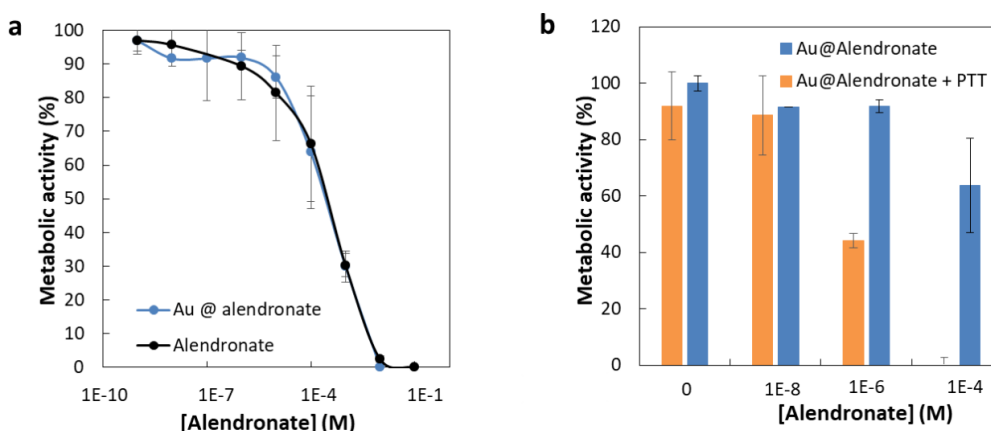 a
Metabolic activity (%)
100
90
80
70
60
50
40
30
20
10
0
Au @ alendronate
Alendronate
1E-10
1E-7
1E-4
1E-1
[Alendronate] (M)
b
Metabolic activity (%)
120
100
80
60
40
20
0
Au@Alendronate
Au@Alendronate + PTT
0
1E-8
1E-6
1E-4
[Alendronate] (M)